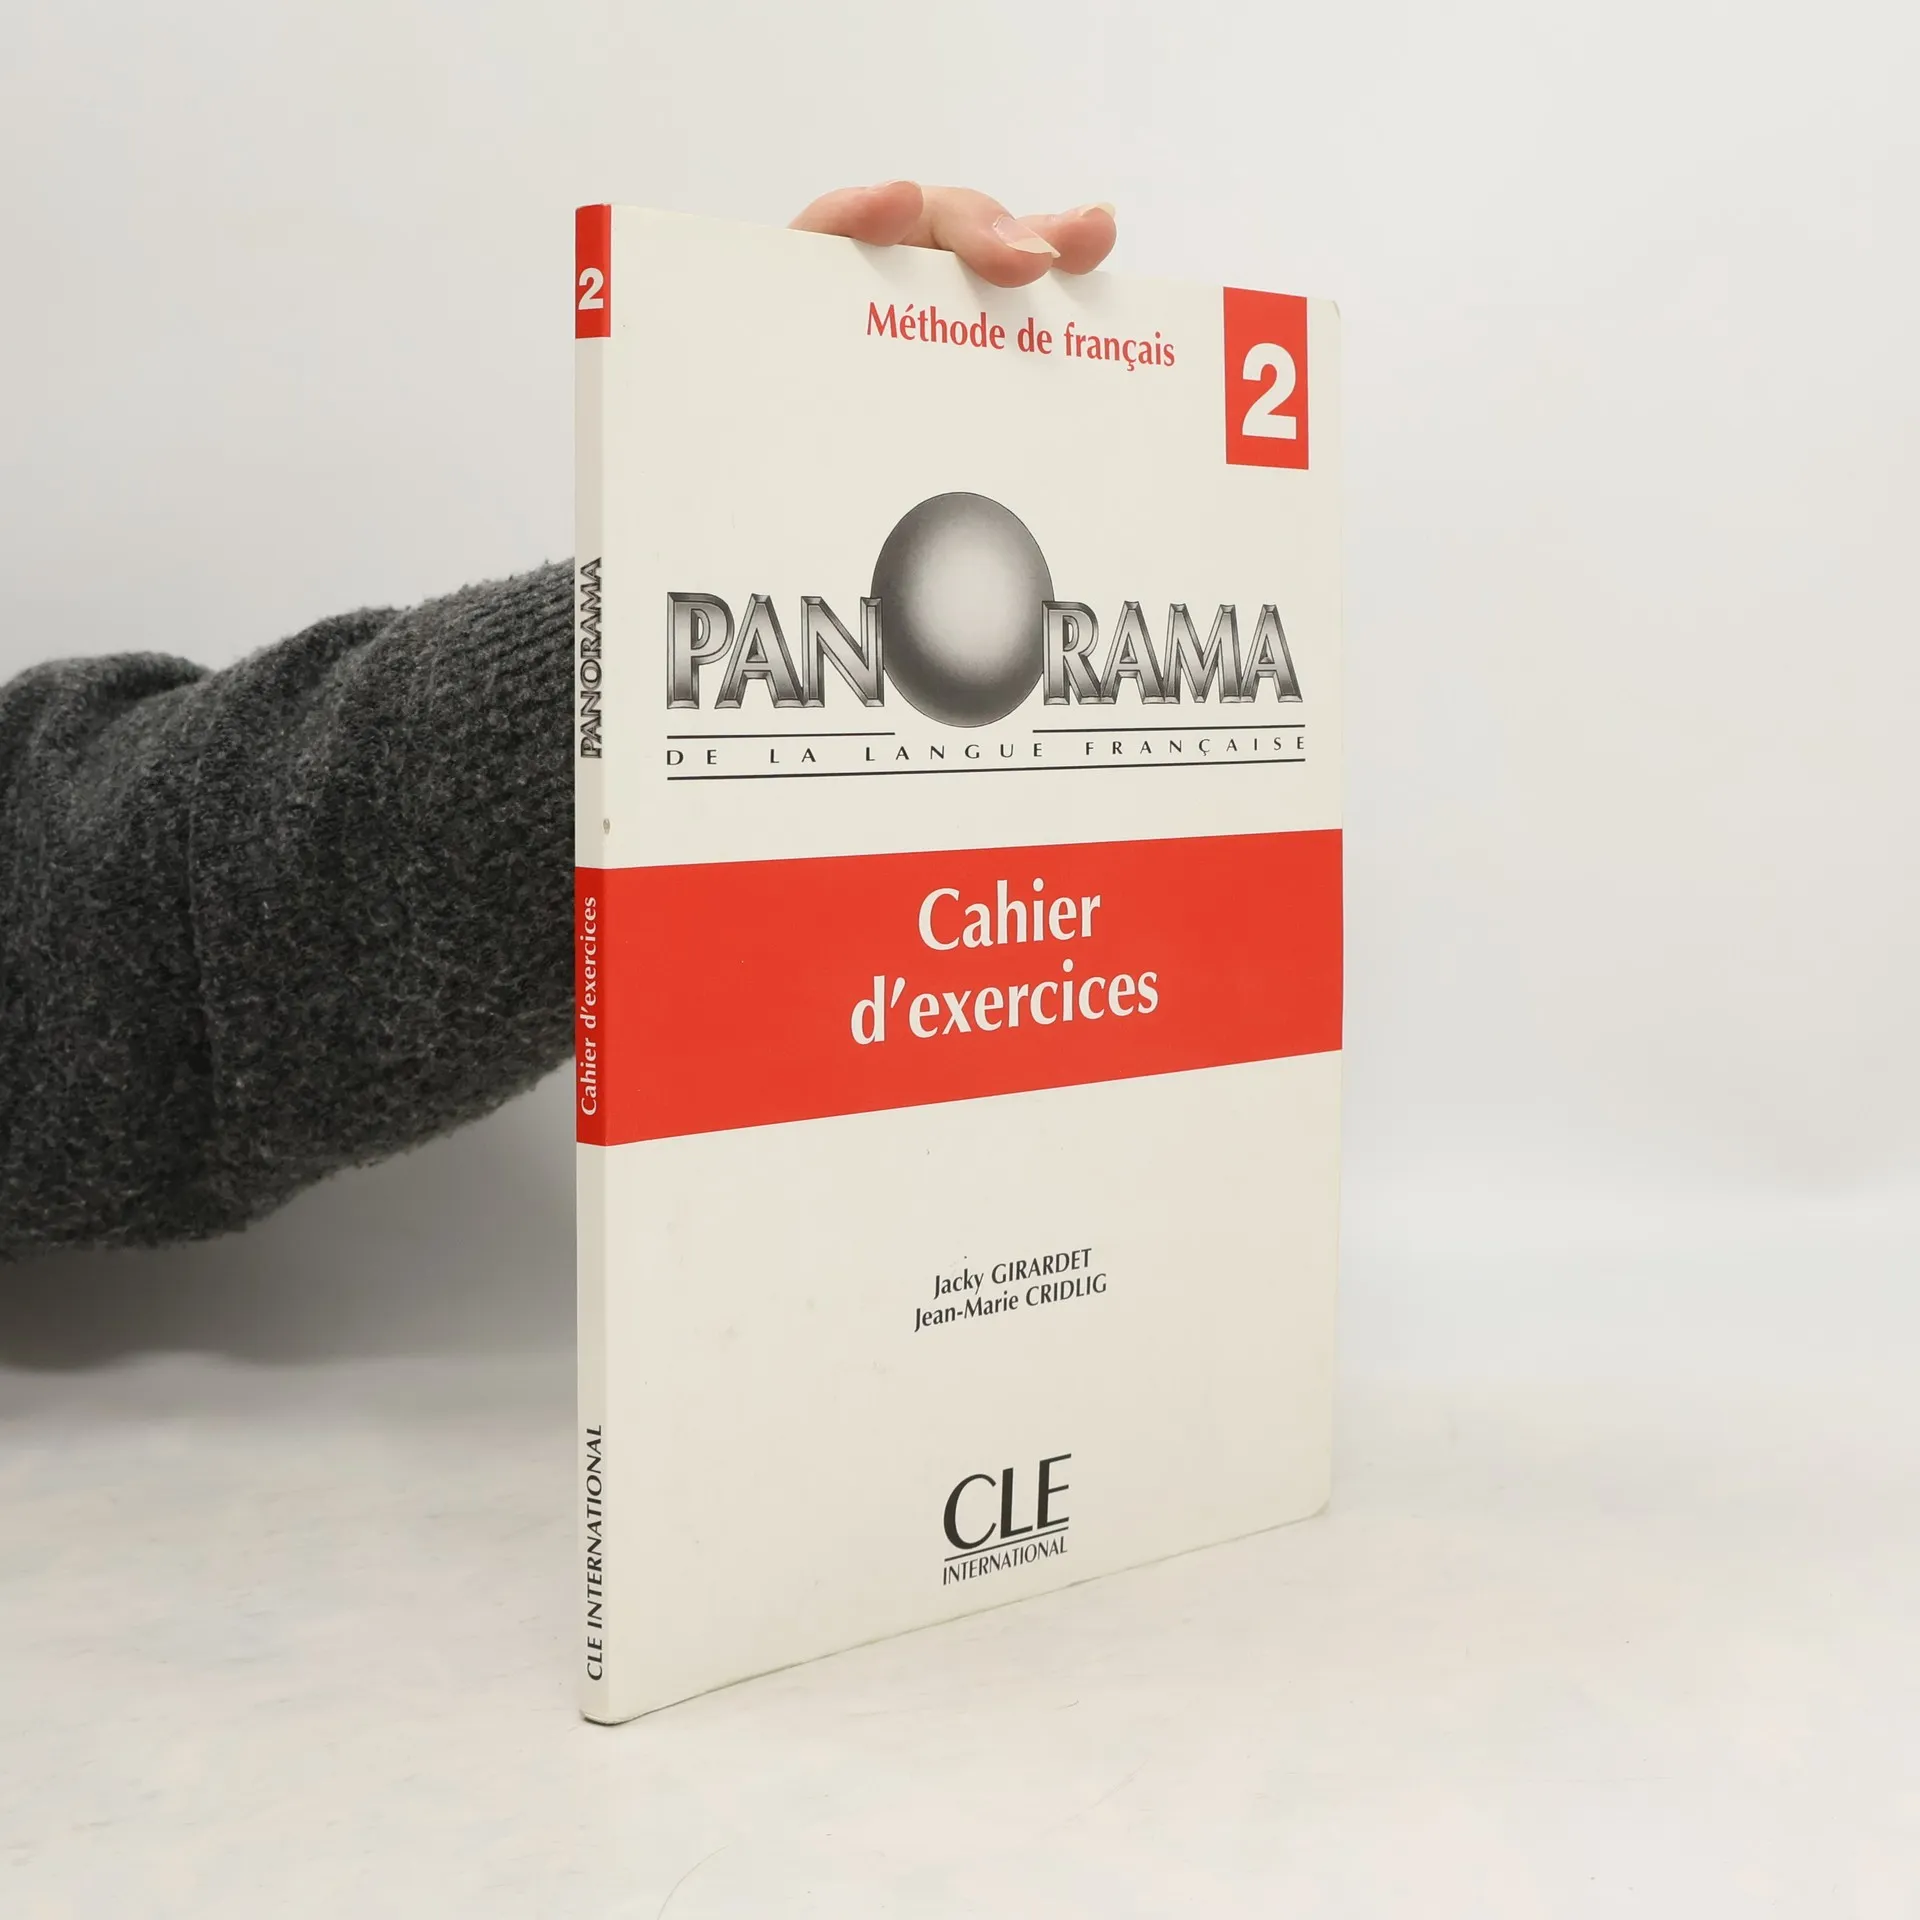 2
PANORAMA
Cahier d'exercices
CLE INTERNATIONAL
Méthode de français
2
PANORAMA
DE LA LANGUE FRANÇAISE
Cahier
d'exercices
Jacky GIRARDET
Jean-Marie CRIDLIG
CLE
INTERNATIONAL